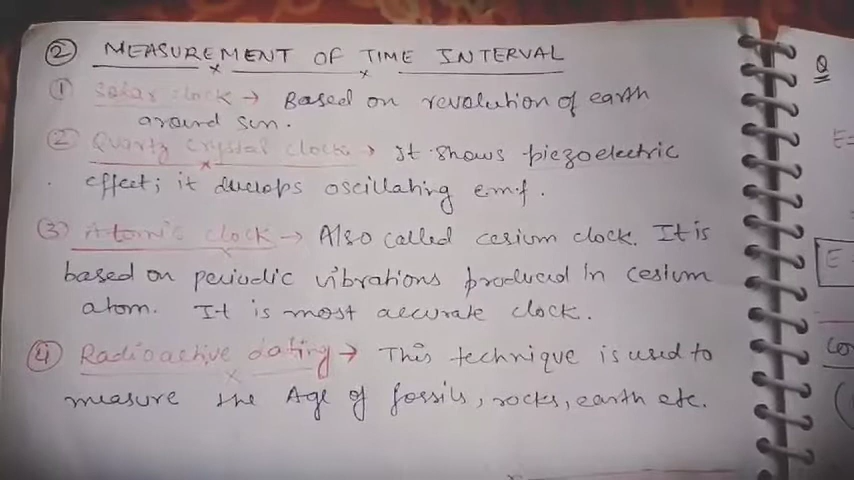 ② MEASUREMENT OF TIME INTERVAL
① Solar clock → Based on revolution of earth
around sun.
② Quartz crystal clock → It shows piezoelectric
effect; it develops oscillating emf.
③ Atomic clock → Also called cesium clock. It is
based on periodic vibrations produced in cesium
atom. It is most accurate clock.
④ Radioactive dating → This technique is used to
measure the Age of fossils, rocks, earth etc.
Q
E